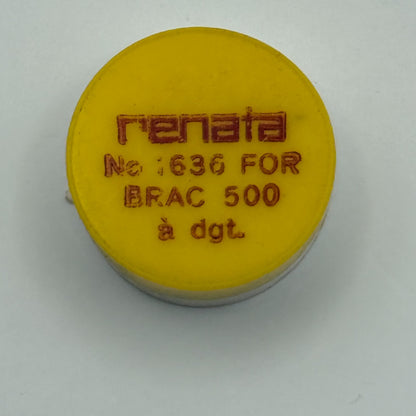 renata
No 1636 FOR
BRAC 500
à dgt.